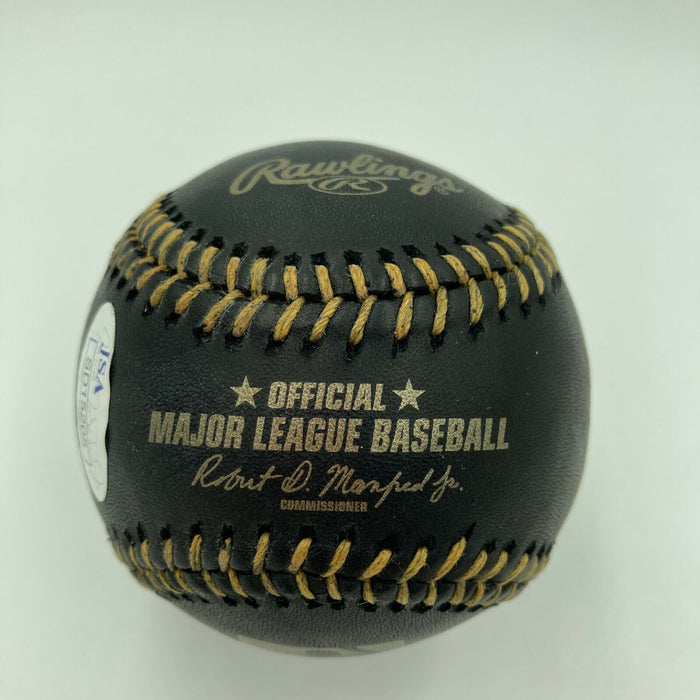 Rawlings
R
®
★ OFFICIAL ★
MAJOR LEAGUE BASEBALL
Robert D. Manfred Jr.
COMMISSIONER
JSA